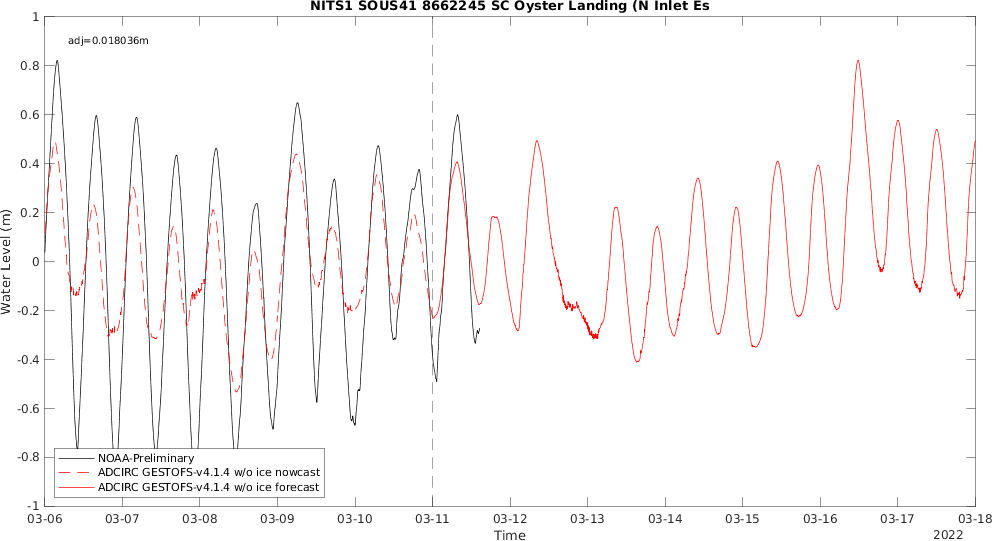 NITS1 SOUS41 8662245 SC Oyster Landing (N Inlet Es
adj=0.018036m
1
0.8
0.6
0.4
0.2
0
-0.2
-0.4
-0.6
-0.8
-1
Water Level (m)
NOAA-Preliminary
ADCIRC GESTOFS-v4.1.4 w/o ice nowcast
ADCIRC GESTOFS-v4.1.4 w/o ice forecast
03-06 03-07 03-08 03-09 03-10 03-11 03-12 03-13 03-14 03-15 03-16 03-17 03-18
Time
2022